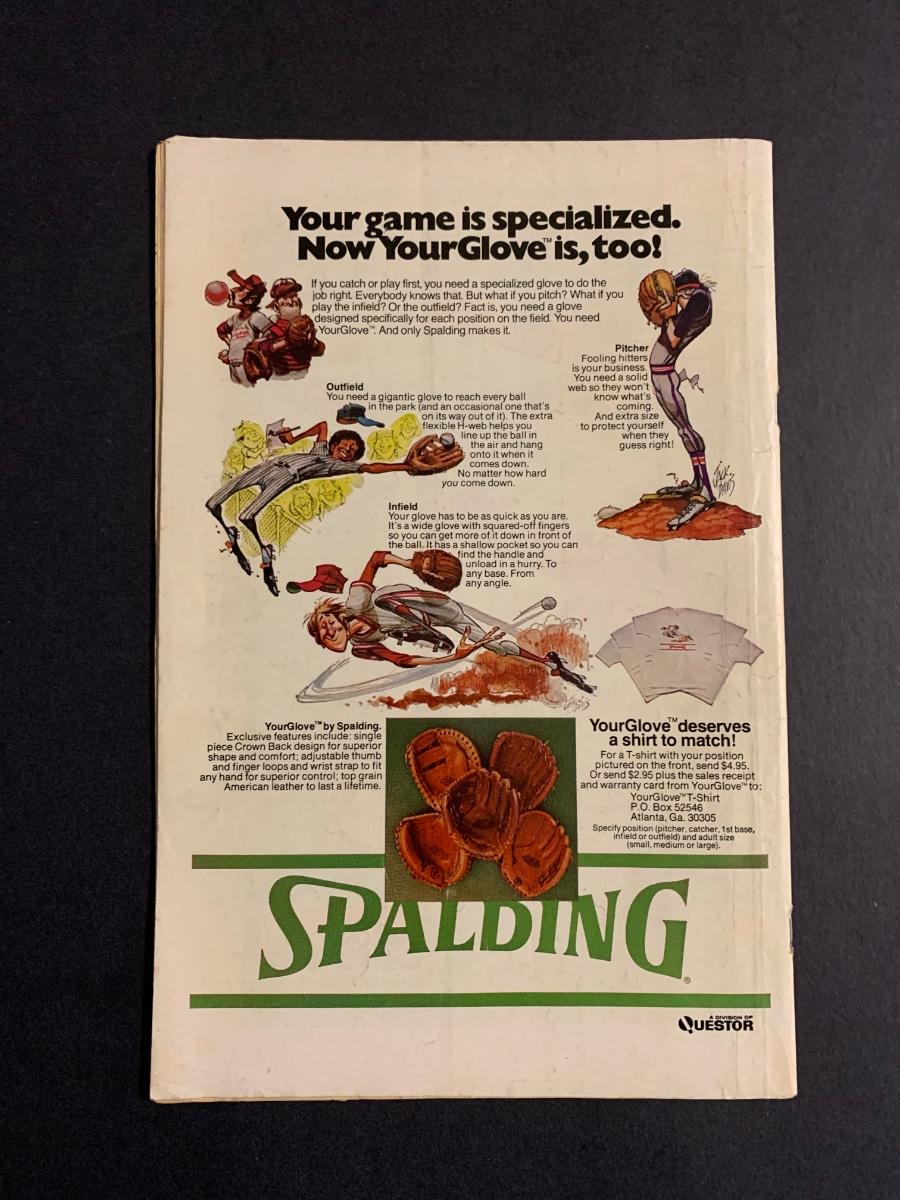 Your game is specialized.
Now YourGlove™ is, too!
If you catch or play first, you need a specialized glove to do the
job right. Everybody knows that. But what if you pitch? What if you
play the infield? Or the outfield? Fact is, you need a glove
designed specifically for each position on the field. You need
YourGlove™. And only Spalding makes it.
Pitcher
Fooling hitters
is your business.
You need a solid
web so they won't
know what's
coming.
And extra size
to protect yourself
when they
guess right!
JACK
DAVIS
Outfield
You need a gigantic glove to reach every ball
in the park (and an occasional one that's
on its way out of it). The extra
flexible H-web helps you
line up the ball in
the air and hang
onto it when it
comes down.
No matter how hard
you come down.
Infield
Your glove has to be as quick as you are.
It's a wide glove with squared-off fingers
so you can get more of it down in front of
the ball. It has a shallow pocket so you can
find the handle and
unload in a hurry. To
any base. From
any angle.
YourGlove™ by Spalding.
Exclusive features include: single
piece Crown Back design for superior
shape and comfort; adjustable thumb
and finger loops and wrist strap to fit
any hand for superior control; top grain
American leather to last a lifetime.
YourGlove™ deserves
a shirt to match!
For a T-shirt with your position
pictured on the front, send $4.95.
Or send $2.95 plus the sales receipt
and warranty card from YourGlove™ to:
YourGlove™ T-Shirt
P.O. Box 52546
Atlanta, Ga. 30305
Specify position (pitcher, catcher, 1st base,
infield or outfield) and adult size
(small, medium or large).
SPALDING®
A DIVISION OF
QUESTOR